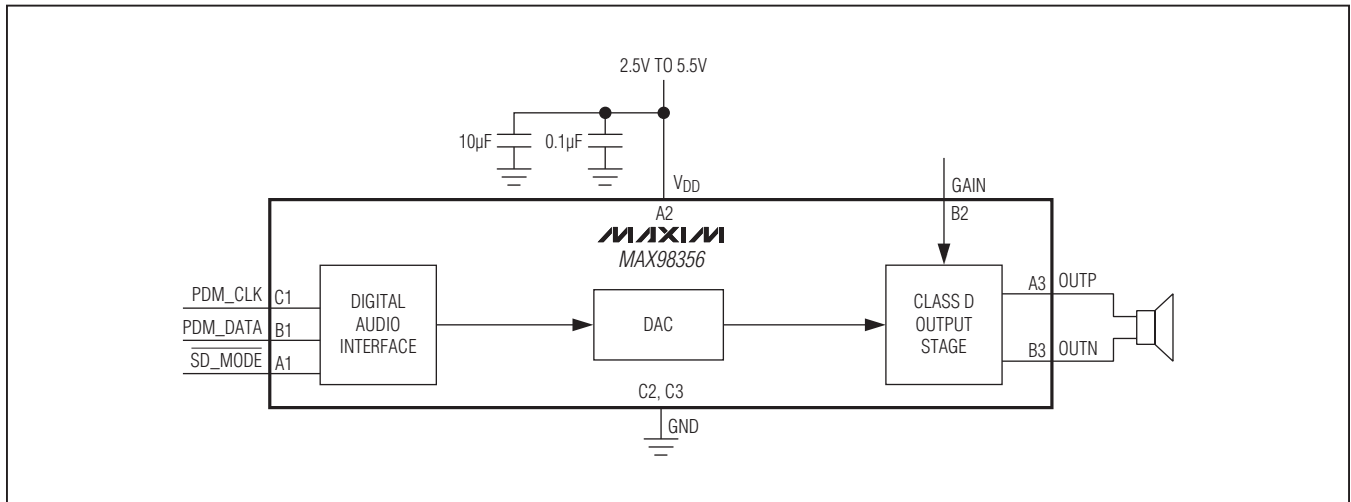 2.5V TO 5.5V
10µF
0.1µF
VDD
GAIN
A2
B2
MAXIM
MAX98356
PDM_CLK
C1
PDM_DATA
B1
SD_MODE
A1
DIGITAL
AUDIO
INTERFACE
DAC
CLASS D
OUTPUT
STAGE
A3
OUTP
B3
OUTN
C2, C3
GND